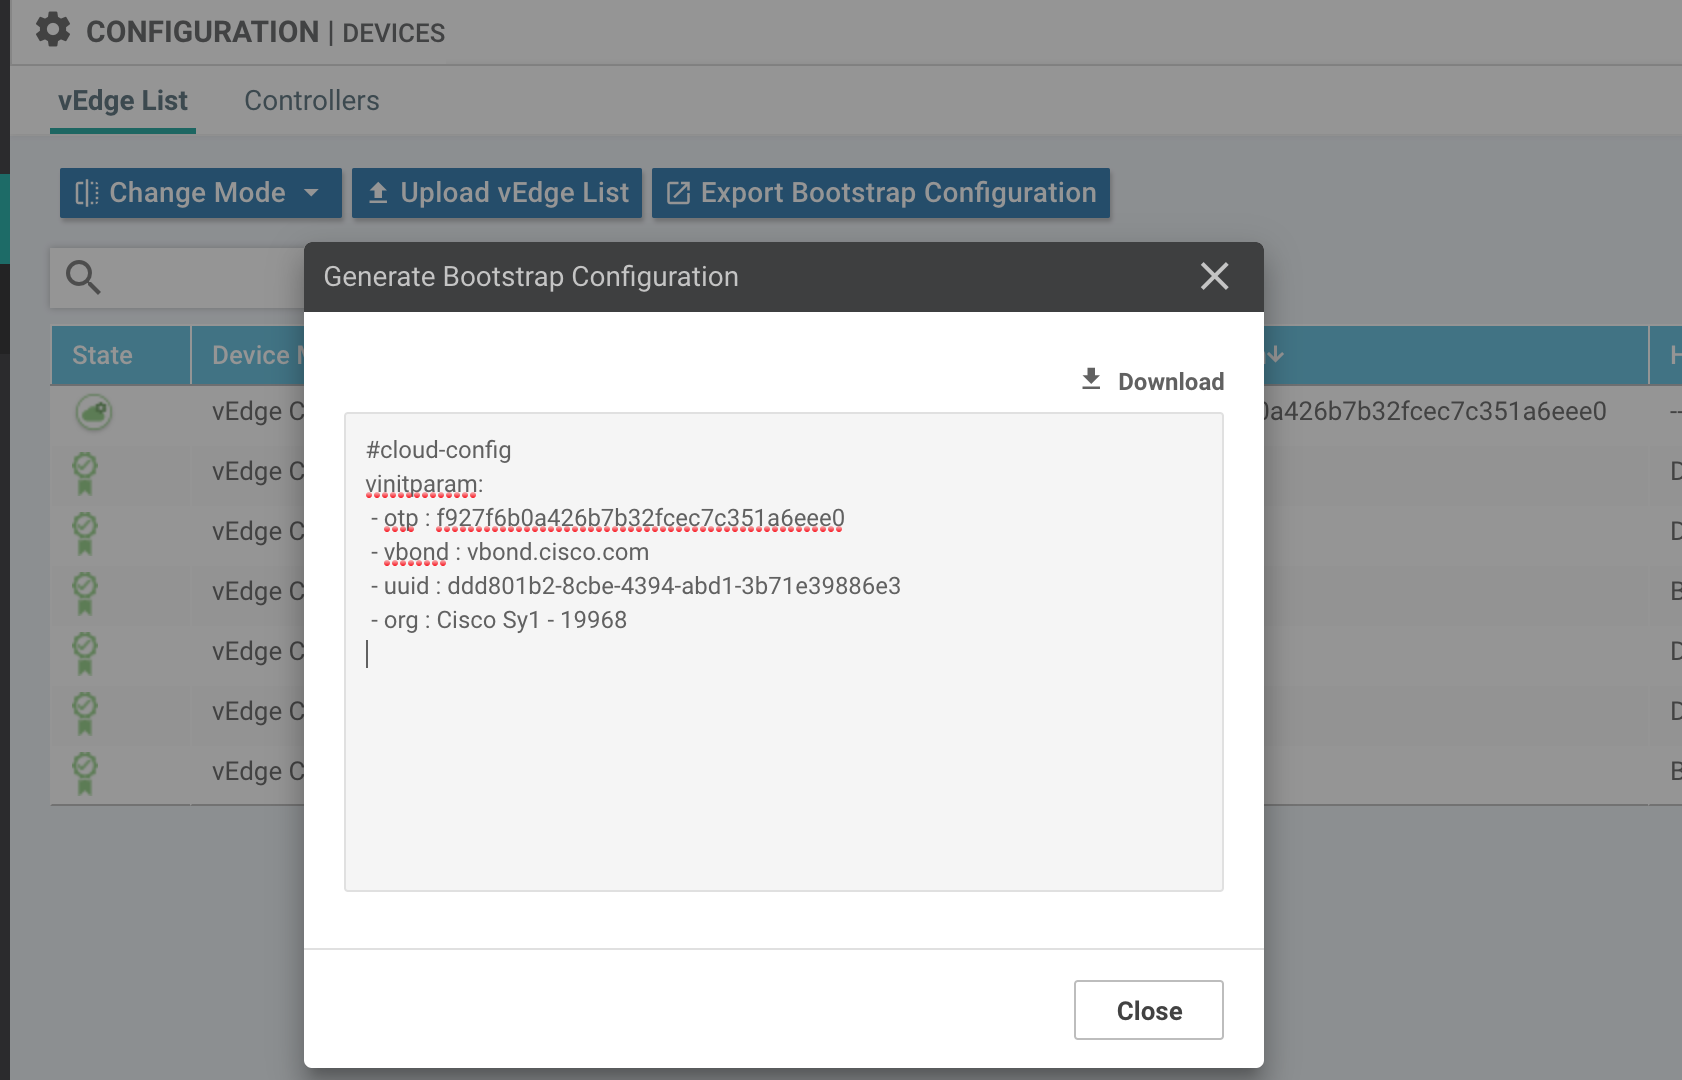 CONFIGURATION | DEVICES
vEdge List Controllers
Change Mode Upload vEdge List Export Bootstrap Configuration
Generate Bootstrap Configuration
State Device
Download
#cloud-config
vinitparam:
- otp : f927f6b0a426b7b32fcec7c351a6eee0
- vbond : vbond.cisco.com
- uuid : ddd801b2-8cbe-4394-abd1-3b71e39886e3
- org : Cisco Sy1 - 19968
vEdge C a426b7b32fcec7c351a6eee0 --
vEdge C
vEdge C
vEdge C
vEdge C
vEdge C
vEdge C
Close